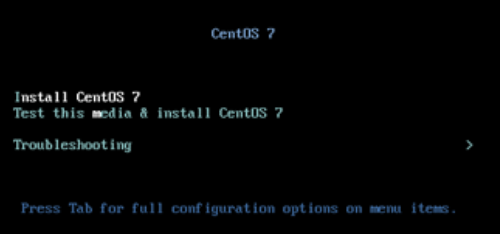 CentOS 7
Install CentOS 7
Test this media & install CentOS 7
Troubleshooting >
Press Tab for full configuration options on menu items.